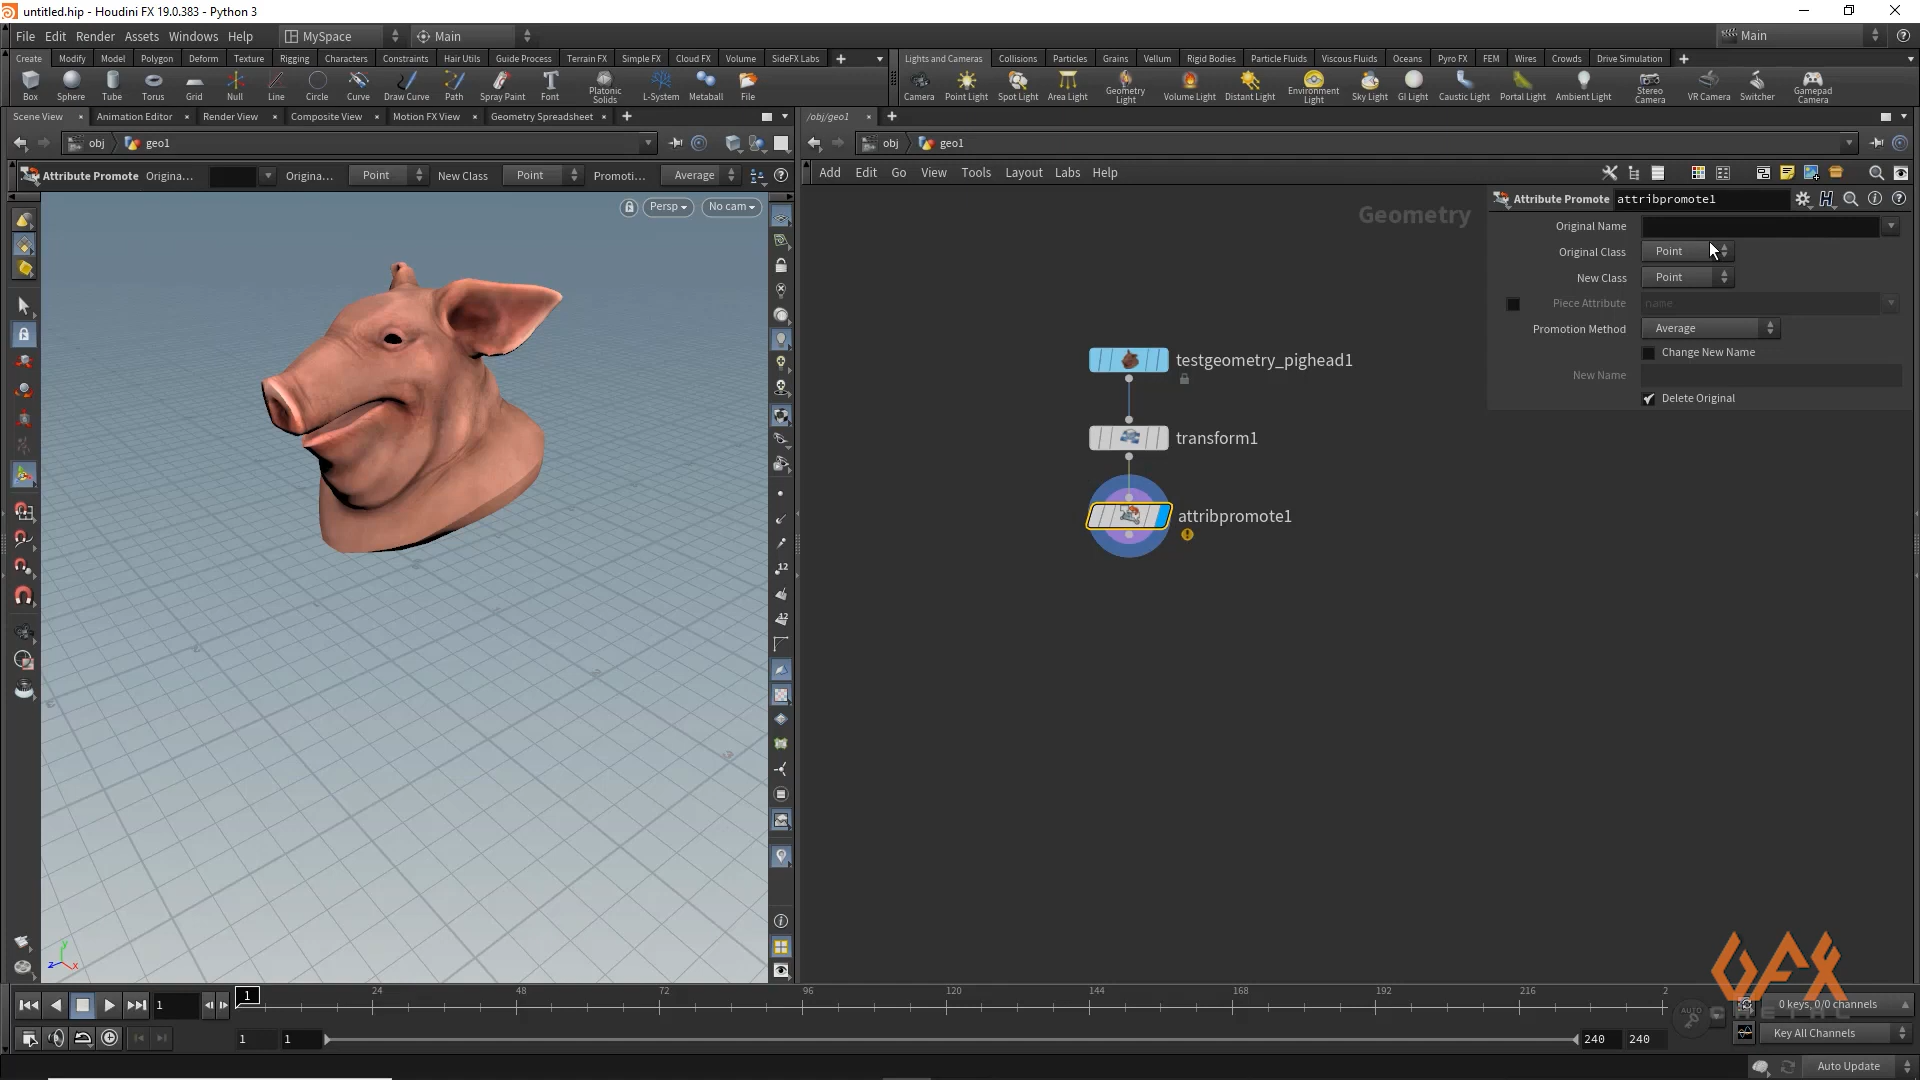 untitled.hip - Houdini FX 19.0.383 - Python 3
File Edit Render Assets Windows Help MySpace Main Main
Create Modify Model Polygon Deform Texture Rigging Characters Constraints Hair Utils Guide Process Terrain FX Simple FX Cloud FX Volume SideFX Labs
Lights and Cameras Collisions Particles Grains Vellum Rigid Bodies Particle Fluids Viscous Fluids Oceans Pyro FX FEM Wires Crowds Drive Simulation
Box Sphere Tube Torus Grid Null Line Circle Curve Draw Curve Path Spray Paint Font Platonic Solids L-System Metaball File
Camera Point Light Spot Light Area Light Geometry Light Volume Light Distant Light Environment Light Sky Light GI Light Caustic Light Portal Light Ambient Light Stereo Camera VR Camera Switcher Gamepad Camera
Scene View Animation Editor Render View Composite View Motion FX View Geometry Spreadsheet
/obj/geo1
obj geo1
obj geo1
Attribute Promote Origina... Origina... Point New Class Point Promoti... Average
Add Edit Go View Tools Layout Labs Help
Persp No cam
Geometry
Attribute Promote attribpromote1
Original Name
Original Class Point
New Class Point
Piece Attribute name
Promotion Method Average
Change New Name
New Name
Delete Original
testgeometry_pighead1
transform1
attribpromote1
12
12
y
z x
1 1 24 48 72 96 120 144 168 192 216 2
0 keys, 0/0 channels
1 1 240 240
AUTO
Key All Channels
Auto Update
GFX